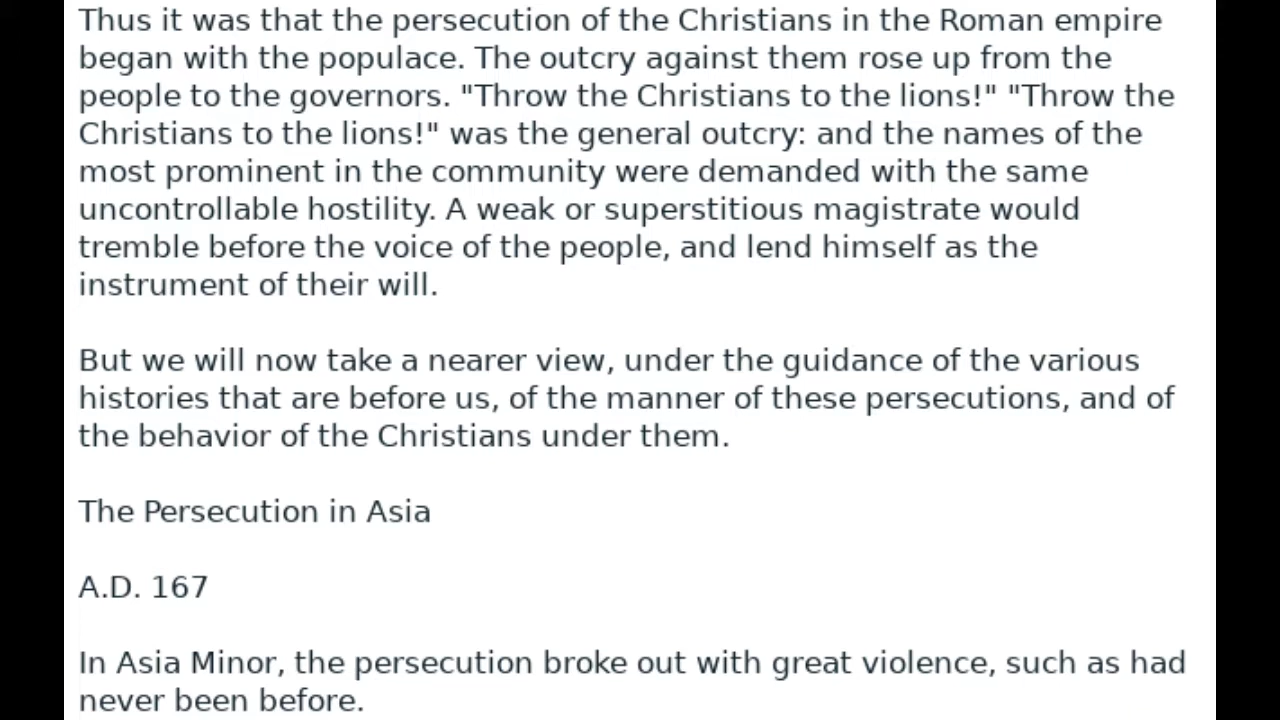 Thus it was that the persecution of the Christians in the Roman empire
began with the populace. The outcry against them rose up from the
people to the governors. "Throw the Christians to the lions!" "Throw the
Christians to the lions!" was the general outcry: and the names of the
most prominent in the community were demanded with the same
uncontrollable hostility. A weak or superstitious magistrate would
tremble before the voice of the people, and lend himself as the
instrument of their will.
But we will now take a nearer view, under the guidance of the various
histories that are before us, of the manner of these persecutions, and of
the behavior of the Christians under them.
The Persecution in Asia
A.D. 167
In Asia Minor, the persecution broke out with great violence, such as had
never been before.